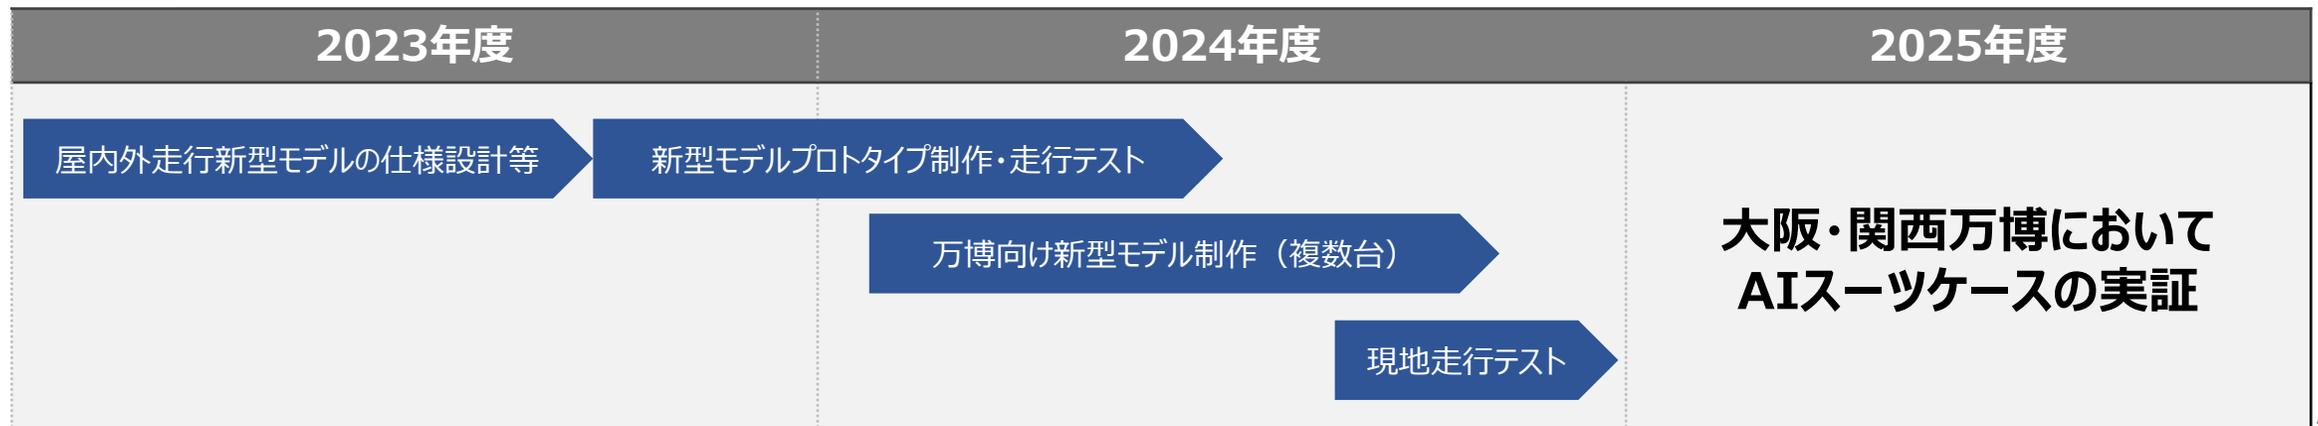 2023年度
2024年度
2025年度
屋内外走行新型モデルの仕様設計等
新型モデルプロトタイプ制作・走行テスト
万博向け新型モデル制作（複数台）
現地走行テスト
大阪・関西万博において
AIスーツケースの実証